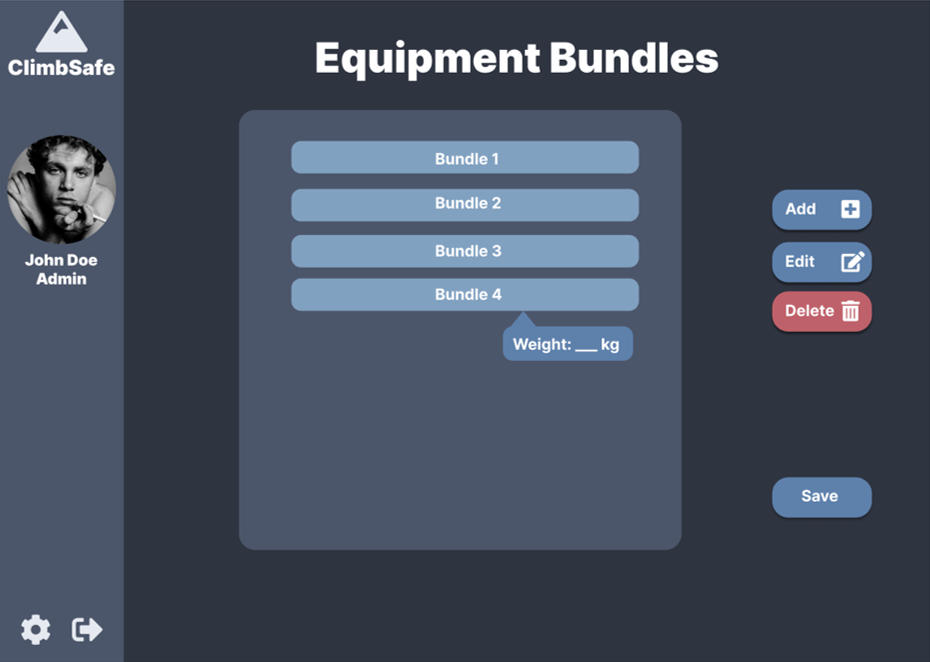 ClimbSafe
John Doe
Admin
Equipment Bundles
Bundle 1
Bundle 2
Bundle 3
Bundle 4
Weight: ___ kg
Add
Edit
Delete
Save